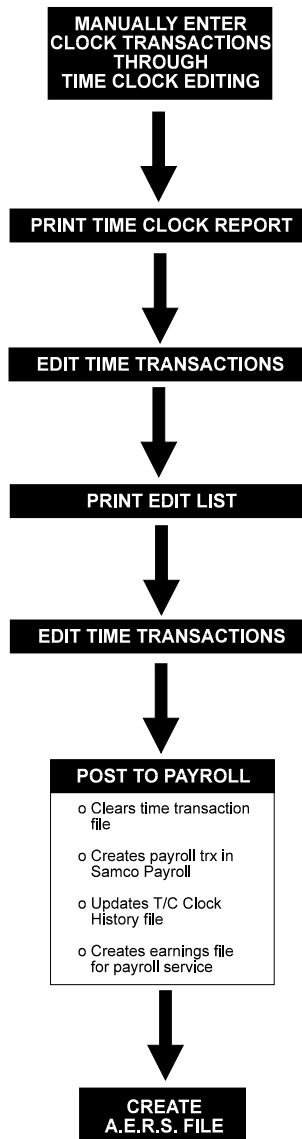 MANUALLY ENTER
CLOCK TRANSACTIONS
THROUGH
TIME CLOCK EDITING
PRINT TIME CLOCK REPORT
EDIT TIME TRANSACTIONS
PRINT EDIT LIST
EDIT TIME TRANSACTIONS
POST TO PAYROLL
o Clears time transaction
file
o Creates payroll trx in
Samco Payroll
o Updates T/C Clock
History file
o Creates earnings file
for payroll service
CREATE
A.E.R.S. FILE